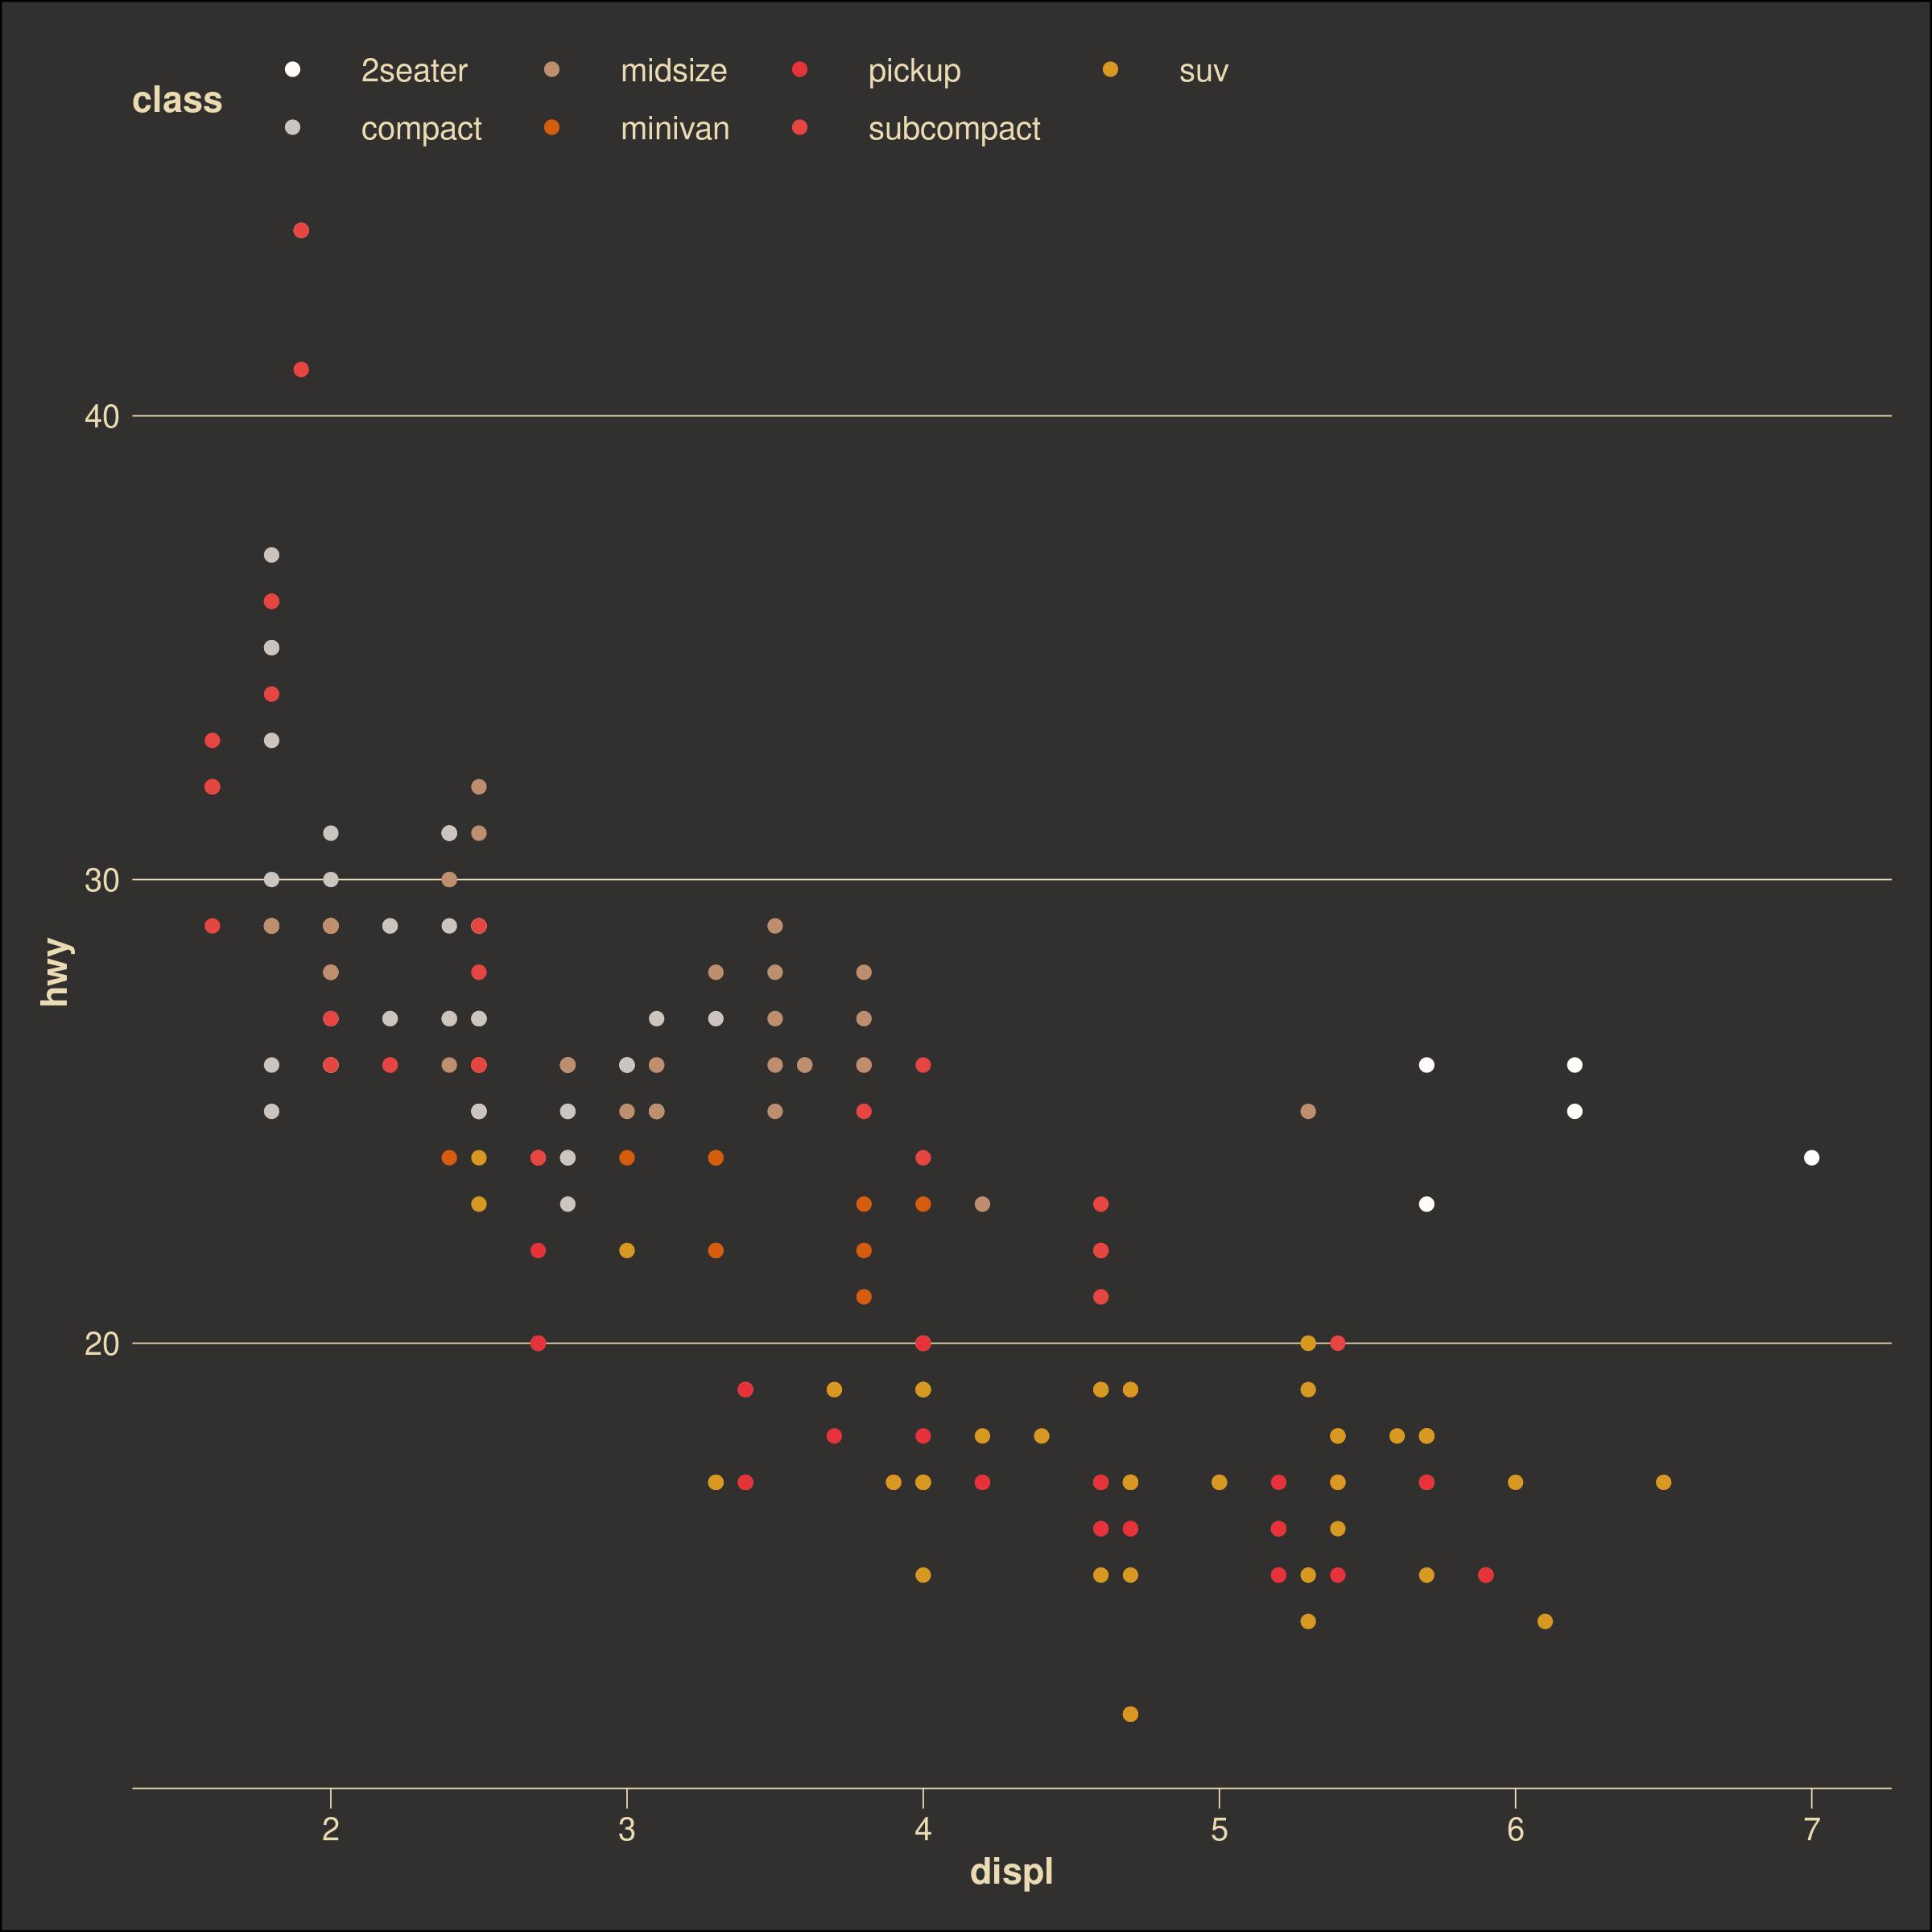 class
2seater midsize pickup suv
compact minivan subcompact
40
30
20
hwy
2 3 4 5 6 7
displ